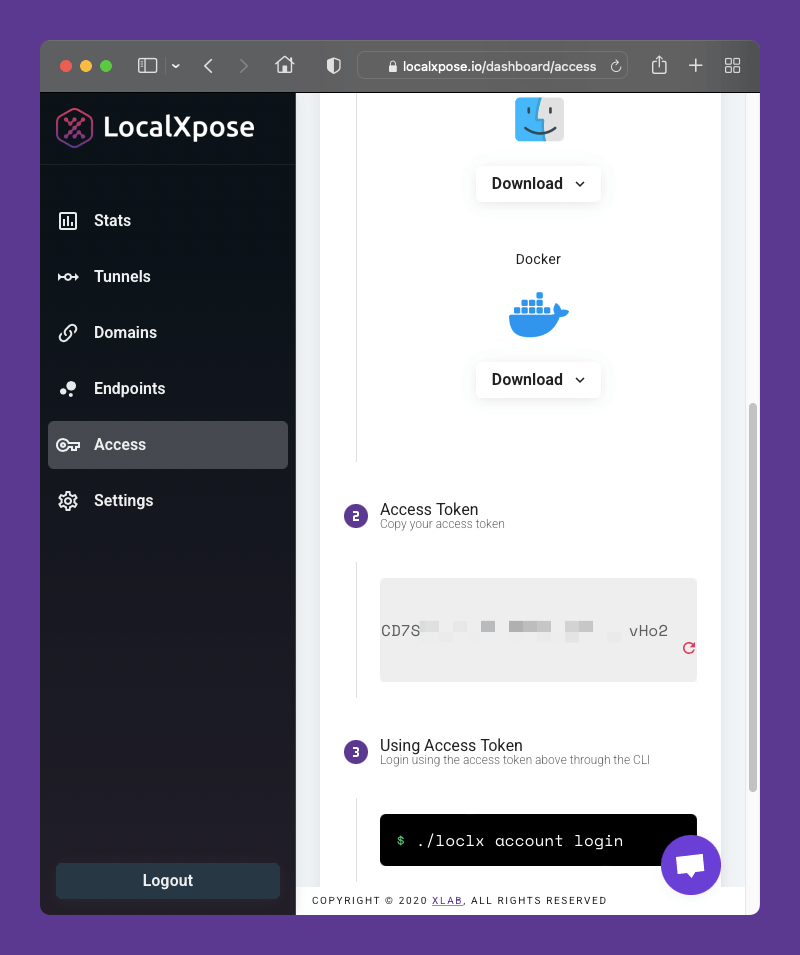 localxpose.io/dashboard/access
LocalXpose
Stats
Tunnels
Domains
Endpoints
Access
Settings
Logout
Download
Docker
Download
2
Access Token
Copy your access token
CD7S
vHo2
3
Using Access Token
Login using the access token above through the CLI
$ ./loclx account login
COPYRIGHT © 2020 XLAB, ALL RIGHTS RESERVED